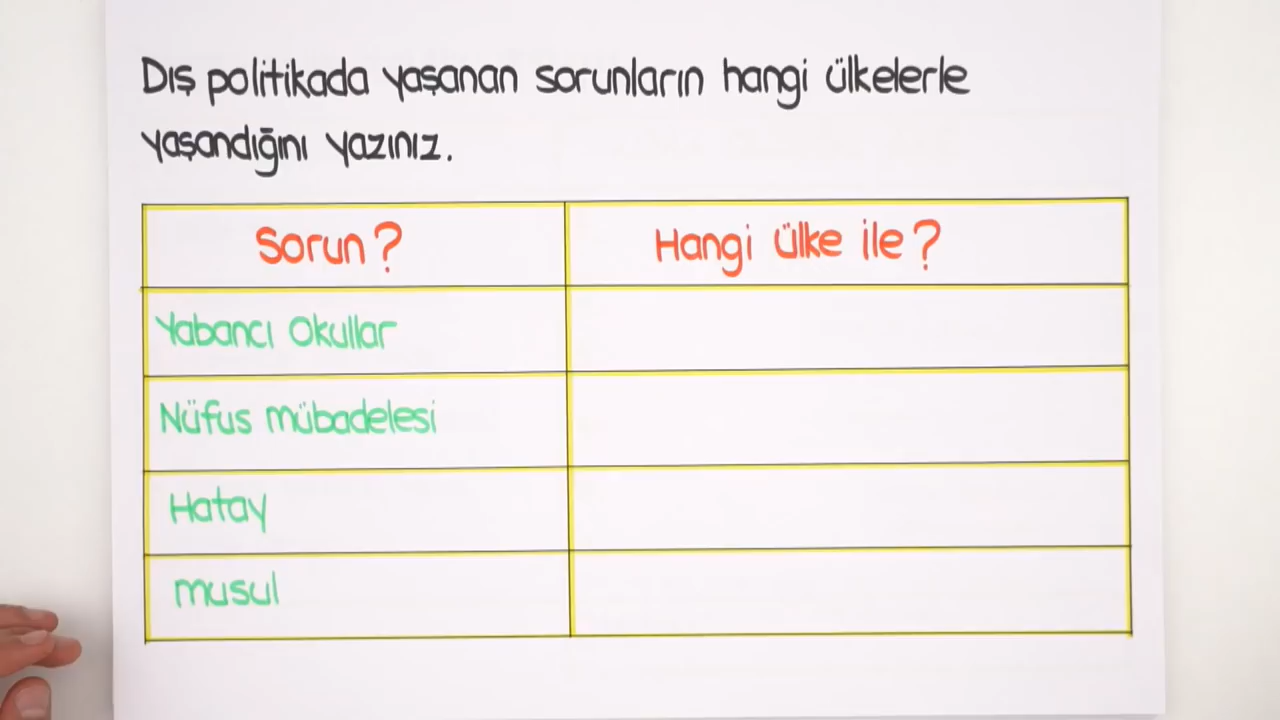 Dış politikada yaşanan sorunların hangi ülkelerle
yaşandığını yazınız.
Sorun? Hangi ülke ile?
Yabancı Okullar
Nüfus mübadelesi
Hatay
musul